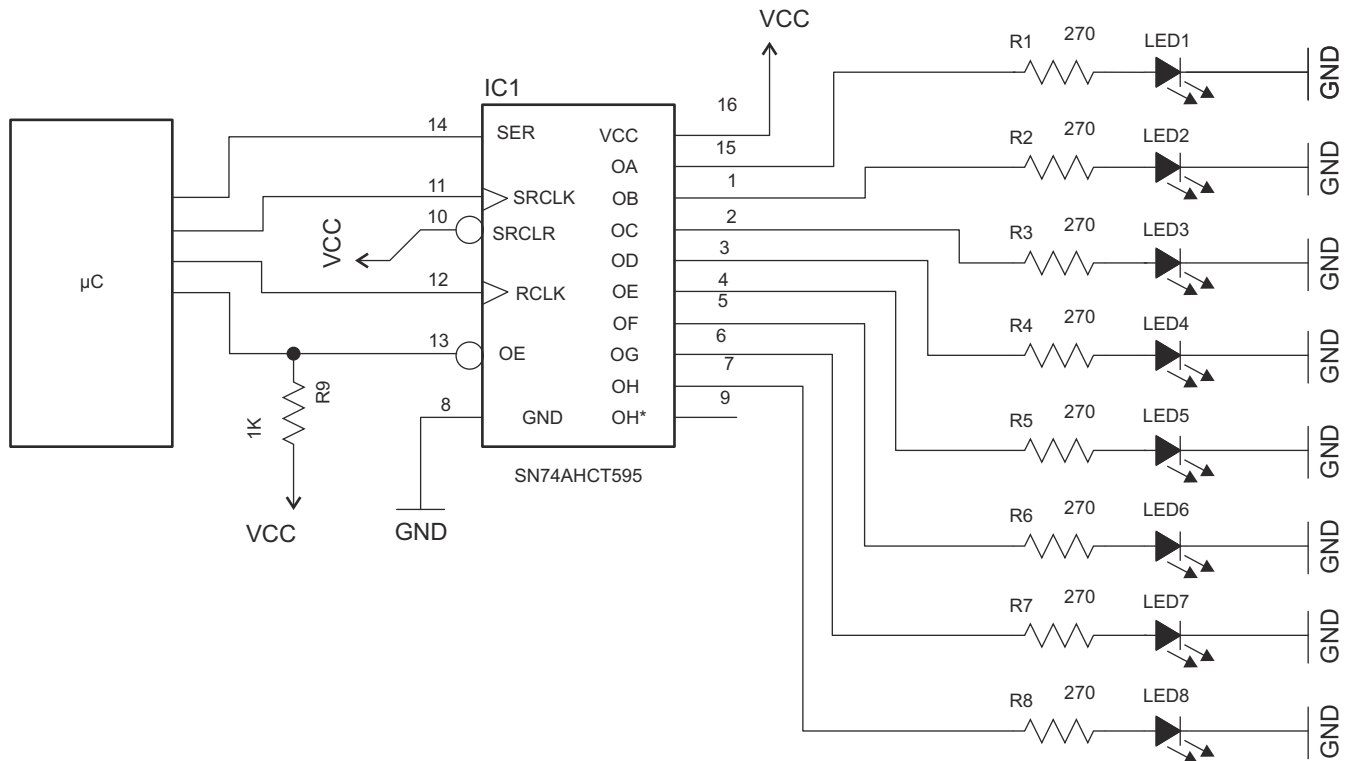 VCC
R1 270 LED1 GND
IC1
16
14 SER VCC
15
OA
R2 270 LED2 GND
1
11 SRCLK OB
10 SRCLR
2
OC
VCC
R3 270 LED3 GND
3
OD
µC
12 RCLK
4
OE
5
OF
R4 270 LED4 GND
13 OE
6
OG
7
OH
R9
1K
8 GND
9
OH*
R5 270 LED5 GND
SN74AHCT595
VCC
GND
R6 270 LED6 GND
R7 270 LED7 GND
R8 270 LED8 GND